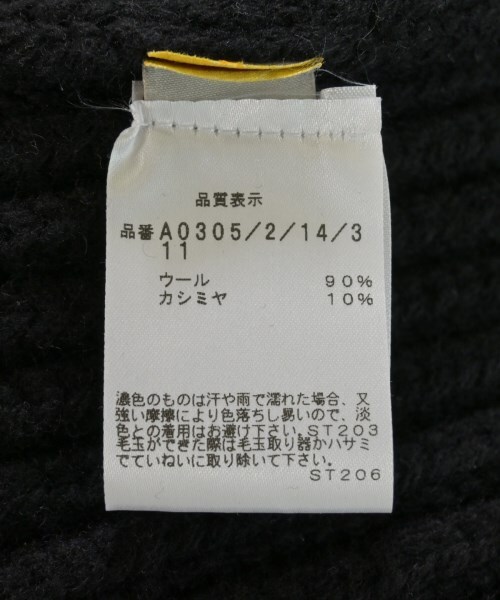 品質表示
品番A0305/2/14/3
11
ウール 90%
カシミヤ 10%
濃色のものは汗や雨で濡れた場合、又
強い摩擦により色落ちし易いので、淡
色との着用はお避け下さい。ST203
毛玉ができた際は毛玉取り器かハサミ
でていねいに取り除いて下さい。
ST206